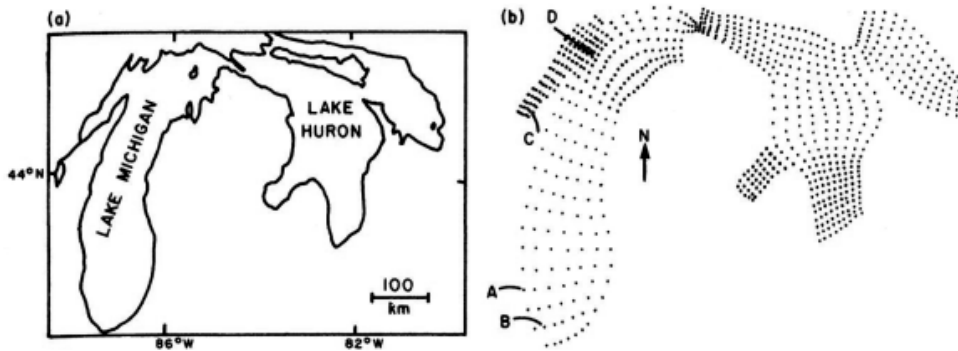 (a)
LAKE MICHIGAN
LAKE
HURON
44°N
100
km
86°W
82°W
(b)
D
C
N
A
B